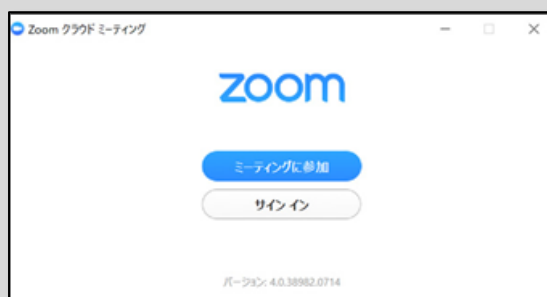 Zoom クラウド ミーティング
zoom
ミーティングに参加
サイン イン
バージョン: 4.0.38982.0714